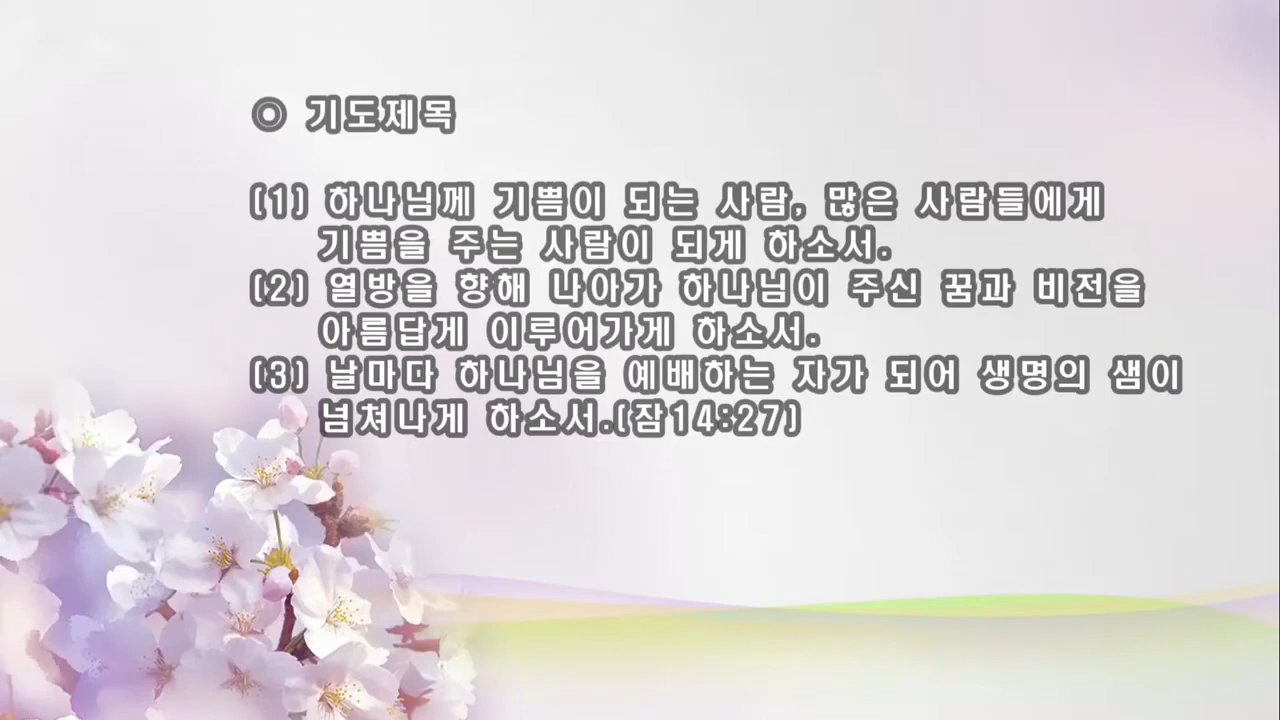 ◎ 기도제목
(1) 하나님께 기쁨이 되는 사람, 많은 사람들에게
기쁨을 주는 사람이 되게 하소서.
(2) 열방을 향해 나아가 하나님이 주신 꿈과 비전을
아름답게 이루어가게 하소서.
(3) 날마다 하나님을 예배하는 자가 되어 생명의 샘이
넘쳐나게 하소서.(잠14:27)